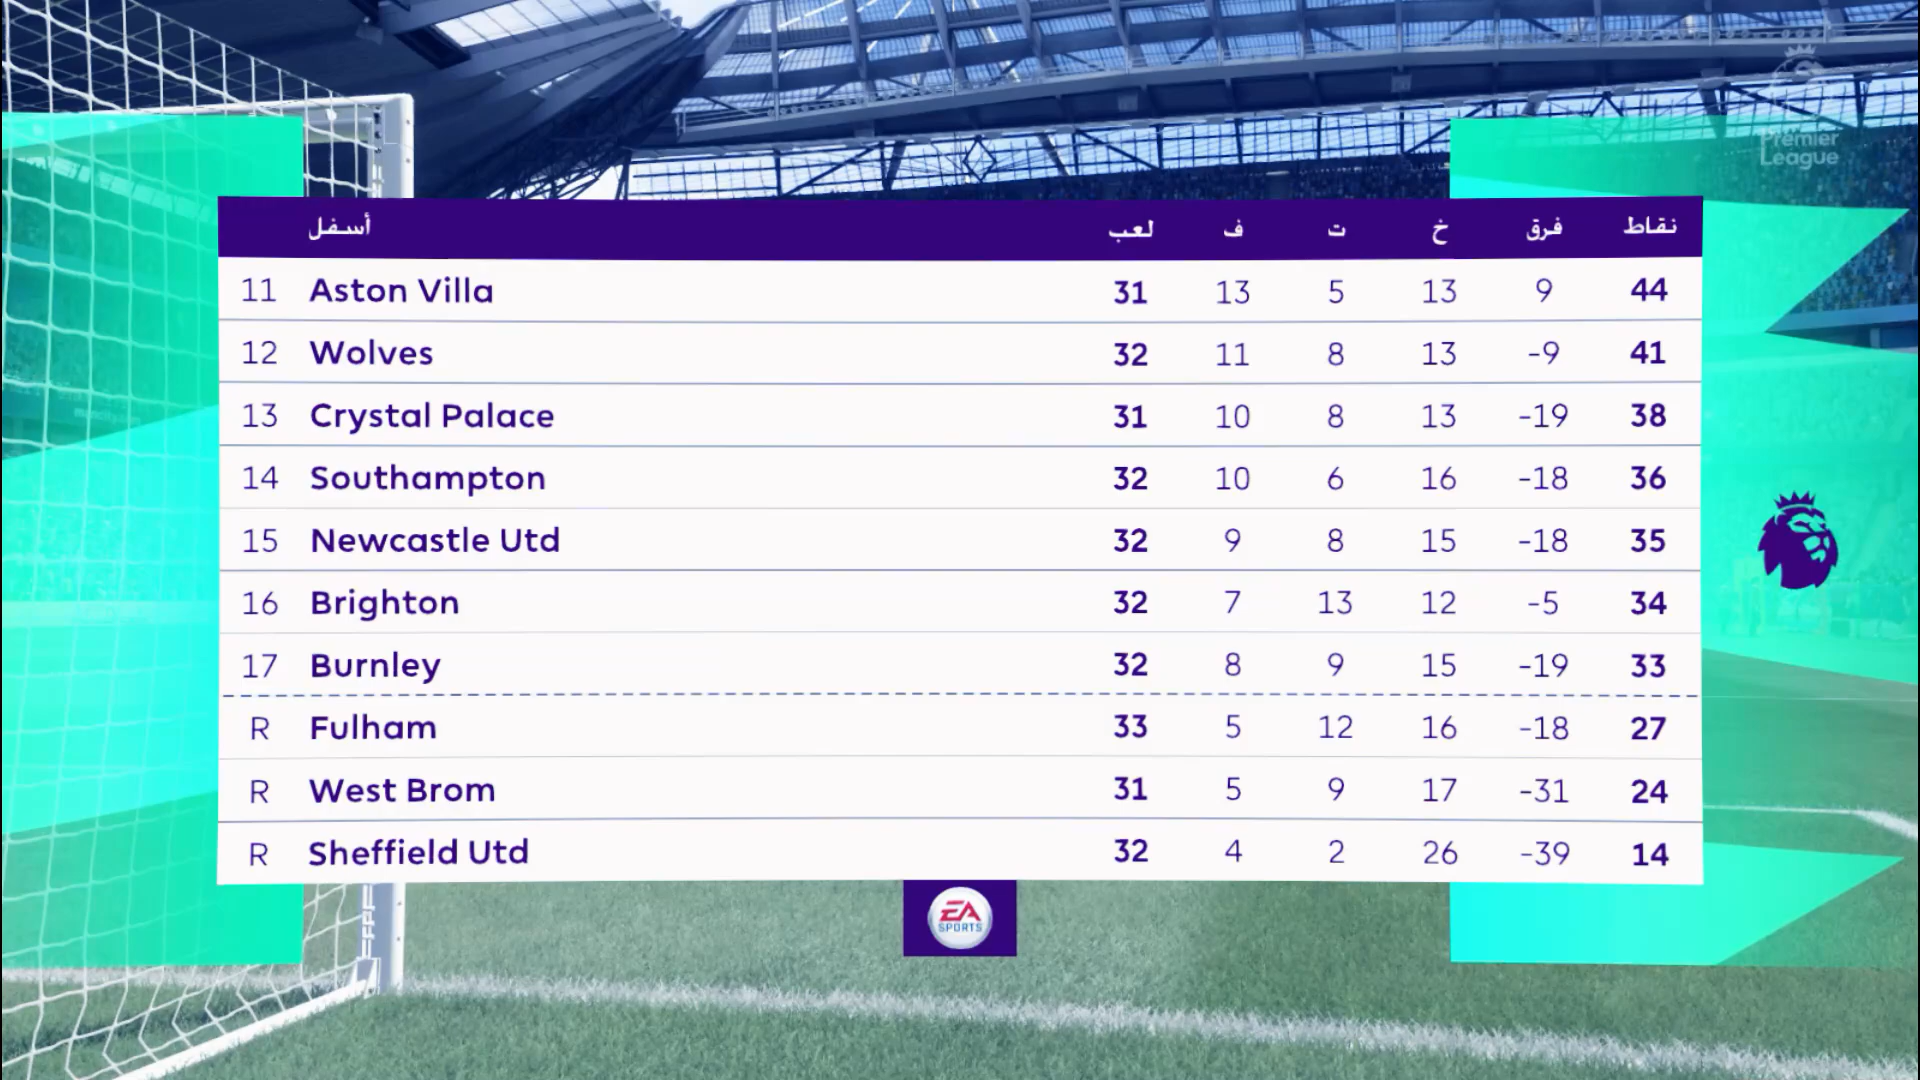 Premier
League
أسفل لعب ف ت خ فرق نقاط
11 Aston Villa 31 13 5 13 9 44
12 Wolves 32 11 8 13 -9 41
13 Crystal Palace 31 10 8 13 -19 38
14 Southampton 32 10 6 16 -18 36
15 Newcastle Utd 32 9 8 15 -18 35
16 Brighton 32 7 13 12 -5 34
17 Burnley 32 8 9 15 -19 33
R Fulham 33 5 12 16 -18 27
R West Brom 31 5 9 17 -31 24
R Sheffield Utd 32 4 2 26 -39 14
EA
SPORTS